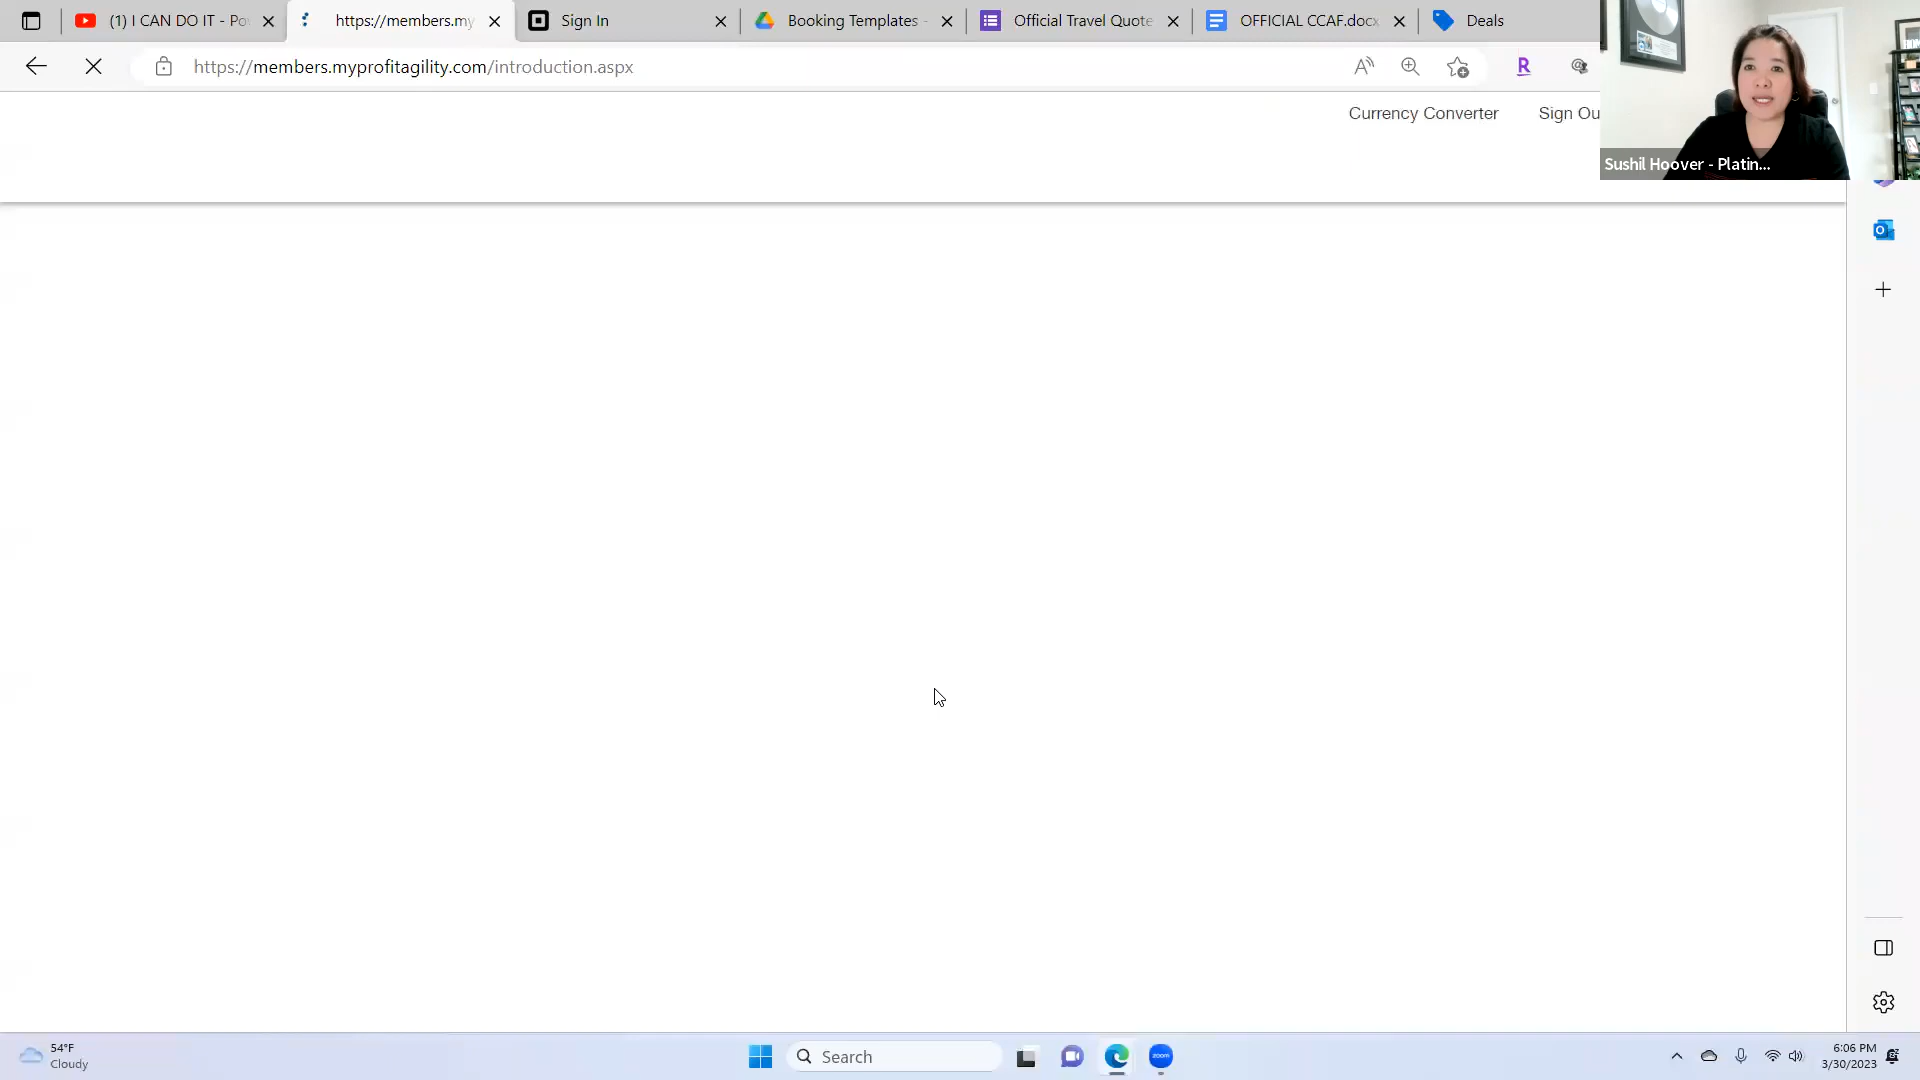 (1) I CAN DO IT - Po
https://members.my
Sign In
Booking Templates -
Official Travel Quote
OFFICIAL CCAF.docx
Deals
https://members.myprofitagility.com/introduction.aspx
R
Currency Converter
Sign Ou
Sushil Hoover - Platin...
54°F
Cloudy
Search
zoom
6:06 PM
3/30/2023